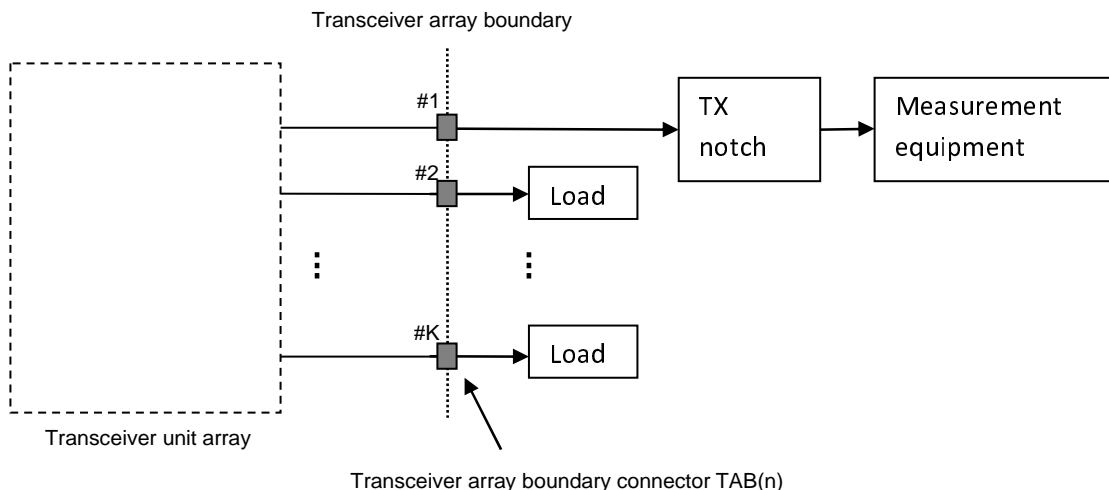 Transceiver array boundary
#1
TX
notch
Measurement
equipment
#2
Load
#K
Load
Transceiver unit array
Transceiver array boundary connector TAB(n)